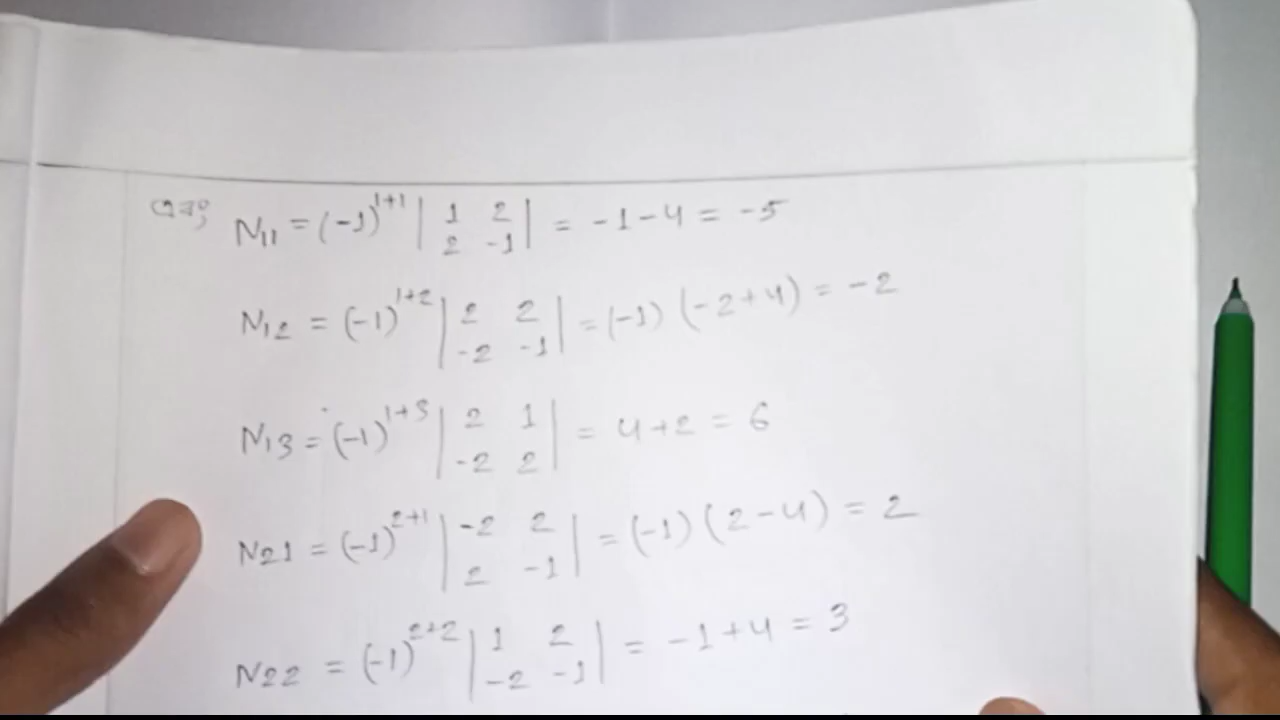 এবং, N11 = (-1)^1+1 | 1 2 2 -1 | = -1-4 = -5
N12 = (-1)^1+2 | 2 2 -2 -1 | = (-1) (-2+4) = -2
N13 = (-1)^1+3 | 2 1 -2 2 | = 4+2 = 6
N21 = (-1)^2+1 | -2 2 2 -1 | = (-1) (2-4) = 2
N22 = (-1)^2+2 | 1 2 -2 -1 | = -1+4 = 3